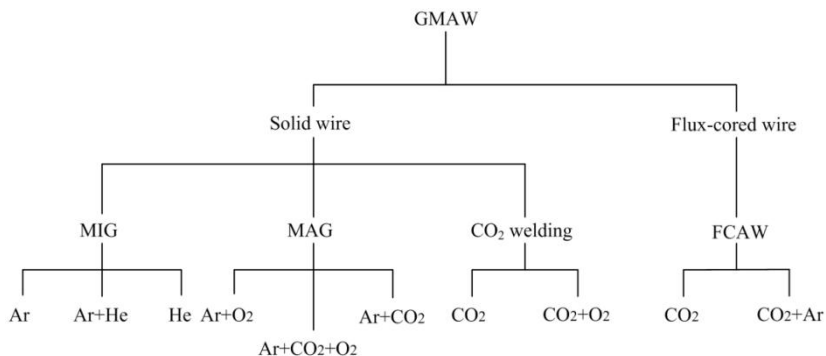 GMAW
Solid wire Flux-cored wire
MIG MAG CO₂ welding FCAW
Ar Ar+He He Ar+O₂ Ar+CO₂ CO₂ CO₂+O₂ CO₂ CO₂+Ar
Ar+CO₂+O₂